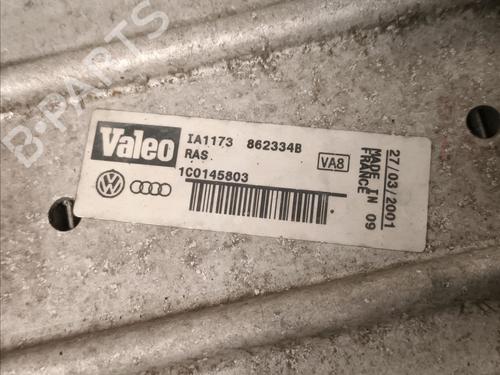 B-PARTS
Valeo
IA1173 862334B
RAS
VA8
1C0145803
27/03/2001
MADE IN 09
FRANCE